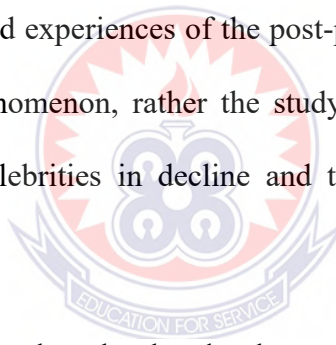 d experiences of the post-p
nomenon, rather the study
lebrities in decline and t
EDUCATION FOR SERVICE